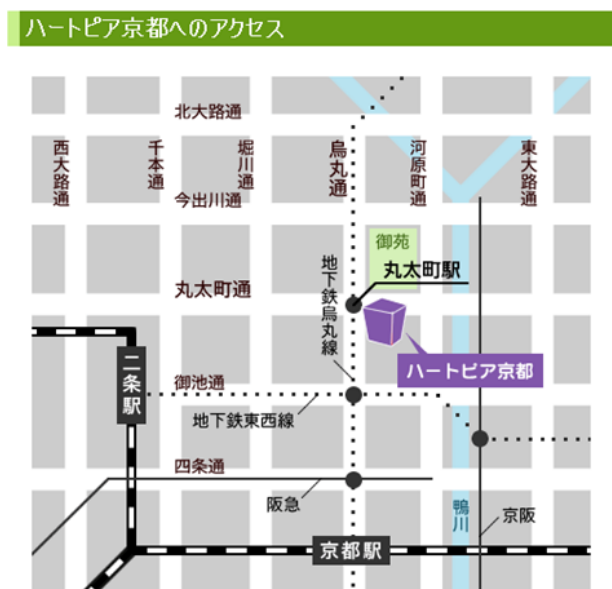 ハートピア京都へのアクセス
北大路通
西大路通
千本通
堀川通
烏丸通
河原町通
東大路通
今出川通
御苑
丸太町駅
丸太町通
地下鉄烏丸線
ハートピア京都
二条駅
御池通
地下鉄東西線
四条通
阪急
鴨川
京阪
京都駅